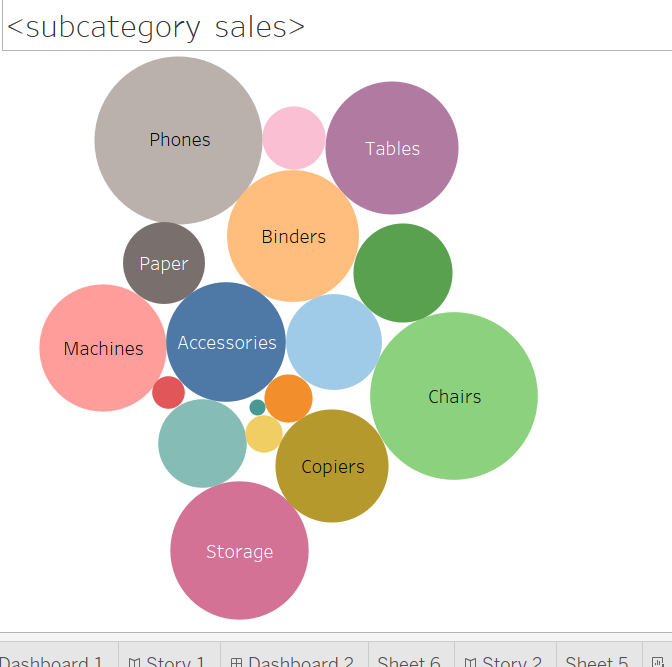 <subcategory sales>
Phones
Tables
Binders
Paper
Accessories
Machines
Chairs
Copiers
Storage
Dashboard 1 Story 1 Dashboard 2 Sheet 6 Story 2 Sheet 5